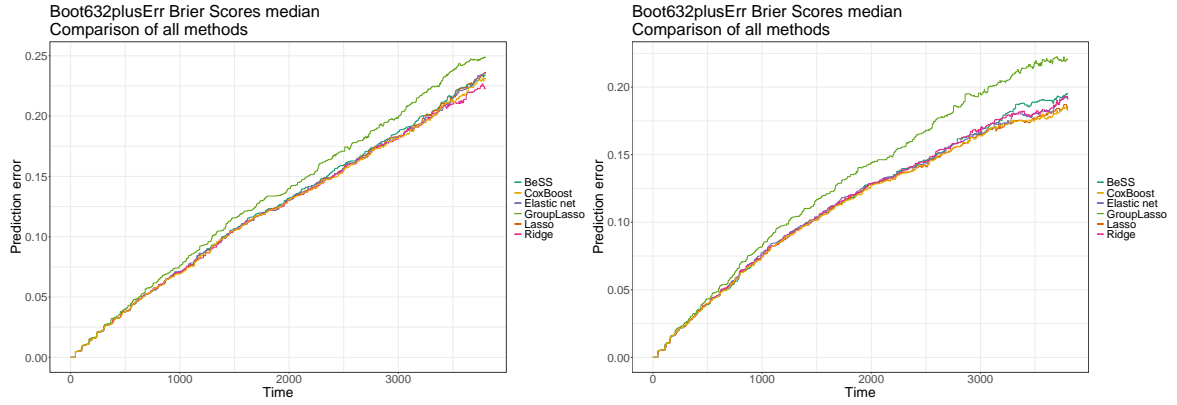 Boot632plusErr Brier Scores median
Comparison of all methods
0.25
0.20
0.15
0.10
0.05
0.00
Prediction error
0
1000
2000
3000
Time
BeSS
CoxBoost
Elastic net
GroupLasso
Lasso
Ridge
Boot632plusErr Brier Scores median
Comparison of all methods
0.20
0.15
0.10
0.05
0.00
Prediction error
0
1000
2000
3000
Time
BeSS
CoxBoost
Elastic net
GroupLasso
Lasso
Ridge